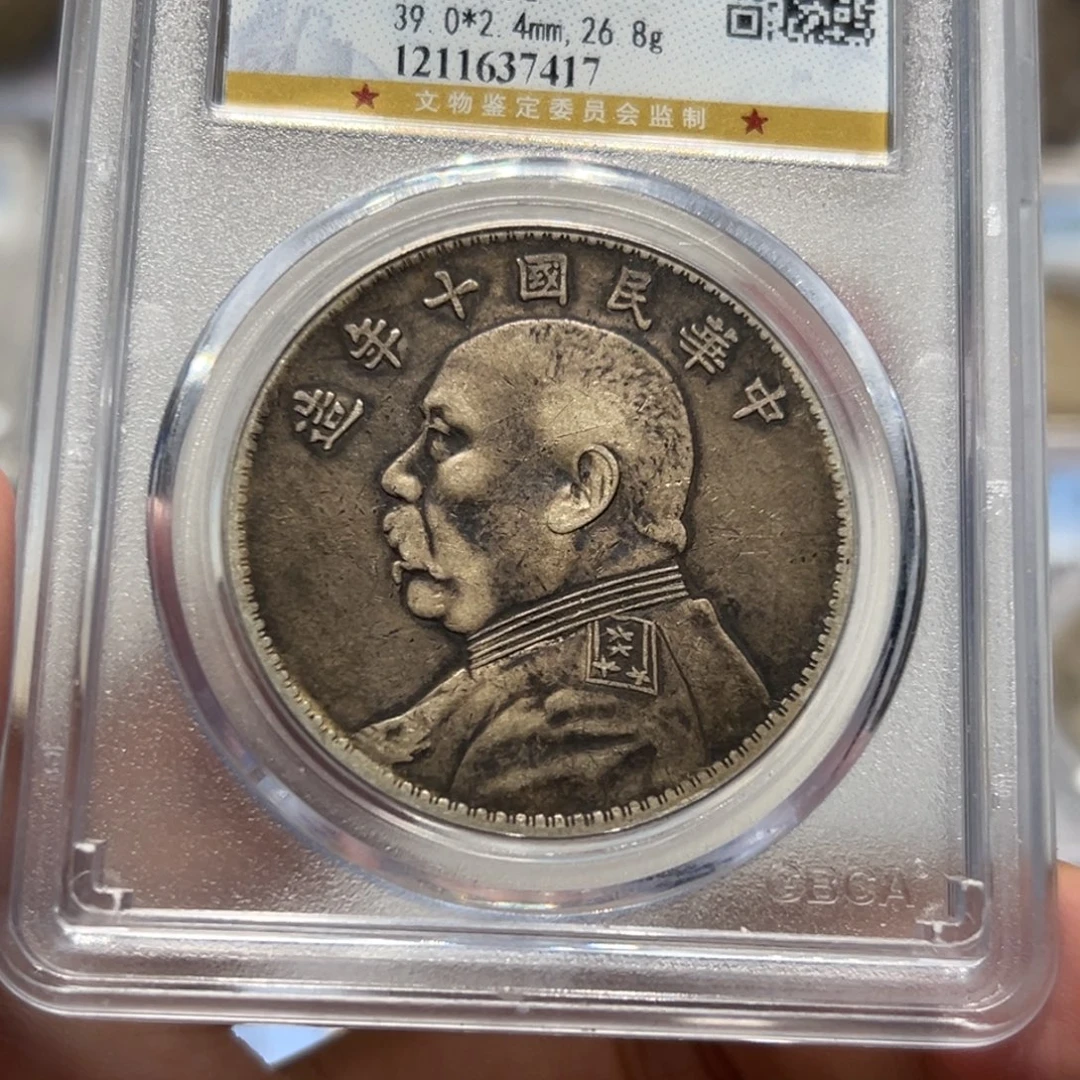 39.0*2.4mm, 26.8g
1211637417
文物鉴定委员会监制
中華民國十年造
GBCA